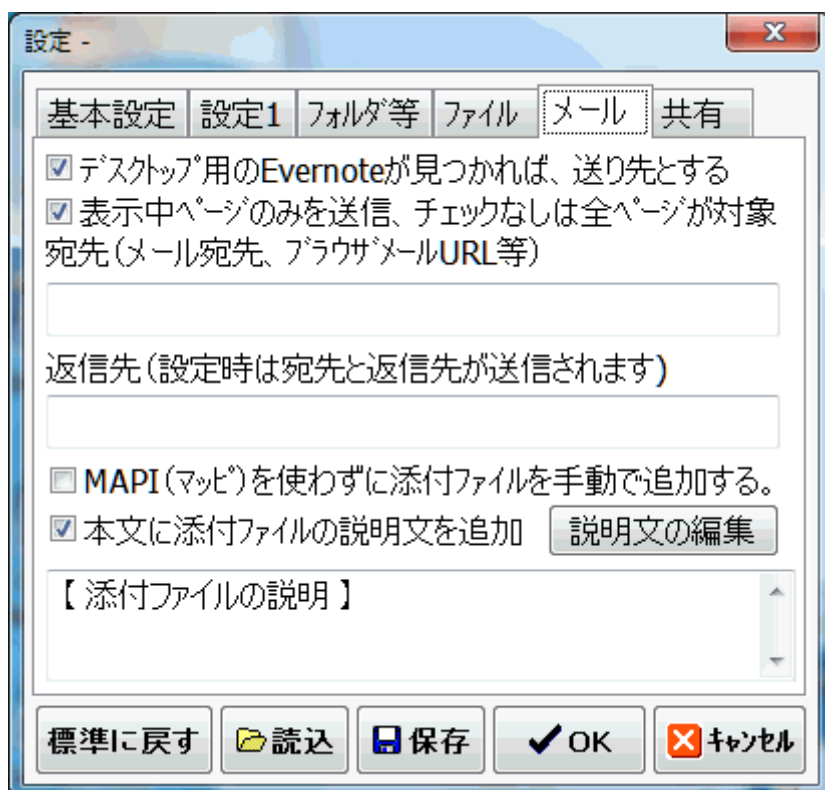 設定 -
基本設定 設定1 フォルダ等 ファイル メール 共有
デスクトップ用のEvernoteが見つかれば、送り先とする
表示中ページのみを送信、チェックなしは全ページが対象
宛先(メール宛先、ブラウザメールURL等)
返信先(設定時は宛先と返信先が送信されます)
MAPI(マッピ)を使わずに添付ファイルを手動で追加する。
本文に添付ファイルの説明文を追加 説明文の編集
【 添付ファイルの説明 】
標準に戻す 読込 保存 OK キャンセル